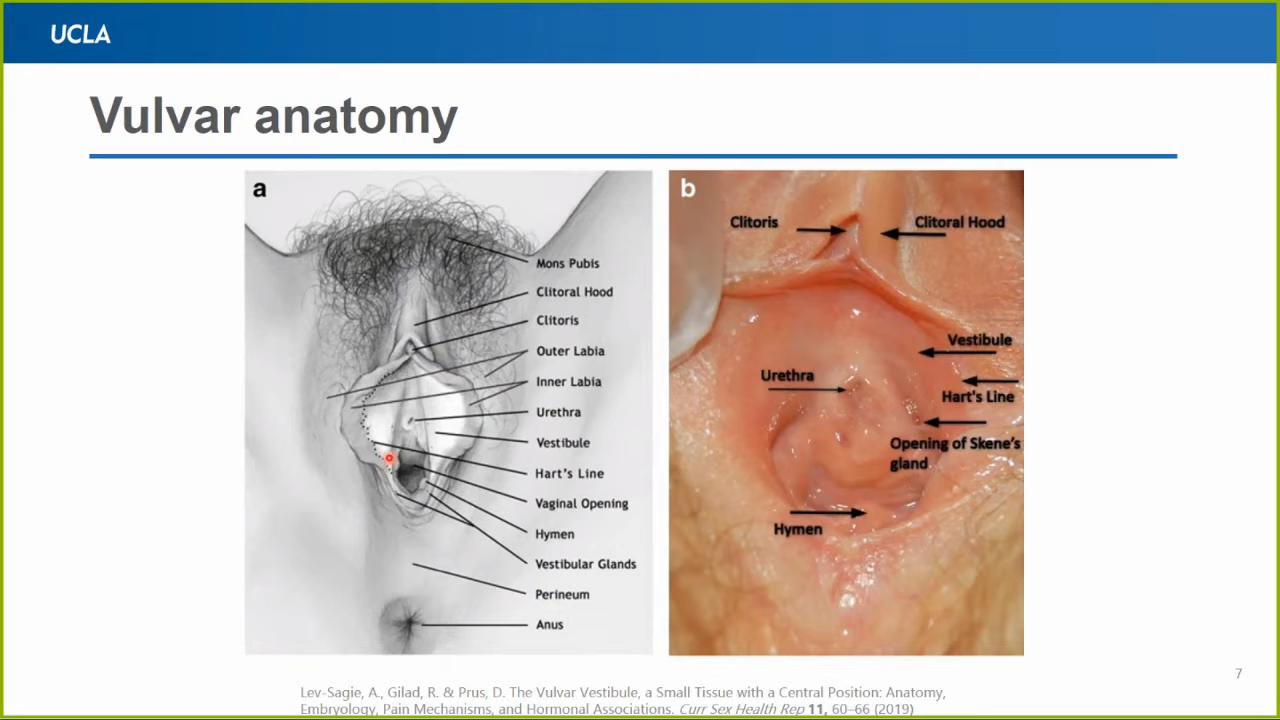 UCLA
Vulvar anatomy
a
Mons Pubis
Clitoral Hood
Clitoris
Outer Labia
Inner Labia
Urethra
Vestibule
Hart's Line
Vaginal Opening
Hymen
Vestibular Glands
Perineum
Anus
b
Clitoris
Clitoral Hood
Vestibule
Urethra
Hart's Line
Opening of Skene's
gland
Hymen
7
Lev-Sagie, A., Gilad, R. & Prus, D. The Vulvar Vestibule, a Small Tissue with a Central Position: Anatomy,
Embryology, Pain Mechanisms, and Hormonal Associations. Curr Sex Health Rep 11, 60–66 (2019)